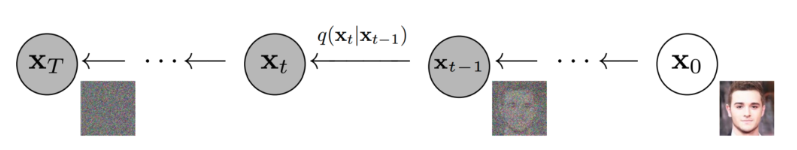 q(x_t|x_{t−1})
x_T ← ⋯ ← x_t ← x_{t−1} ← ⋯ ← x_0